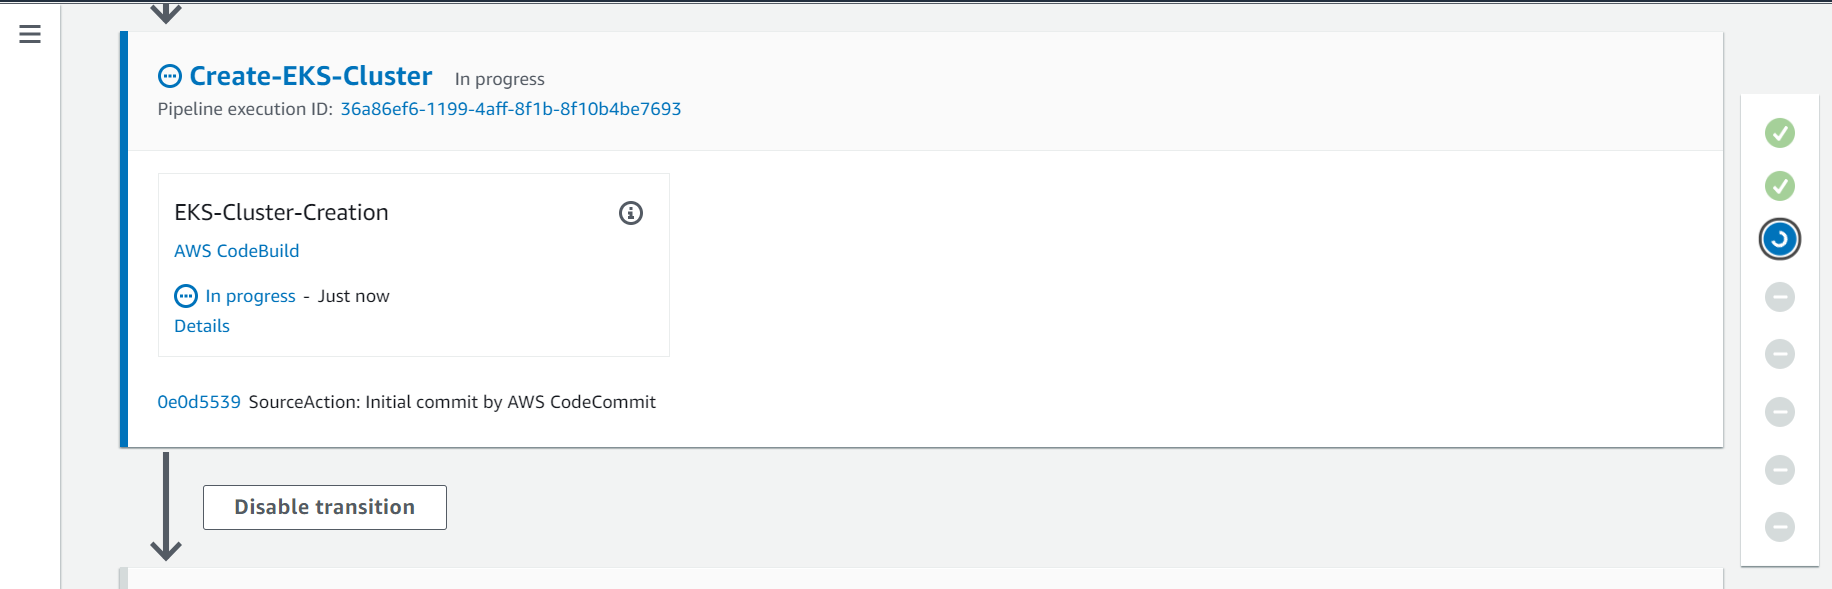 Create-EKS-Cluster In progress
Pipeline execution ID: 36a86ef6-1199-4aff-8f1b-8f10b4be7693
EKS-Cluster-Creation
AWS CodeBuild
In progress - Just now
Details
0e0d5539 SourceAction: Initial commit by AWS CodeCommit
Disable transition